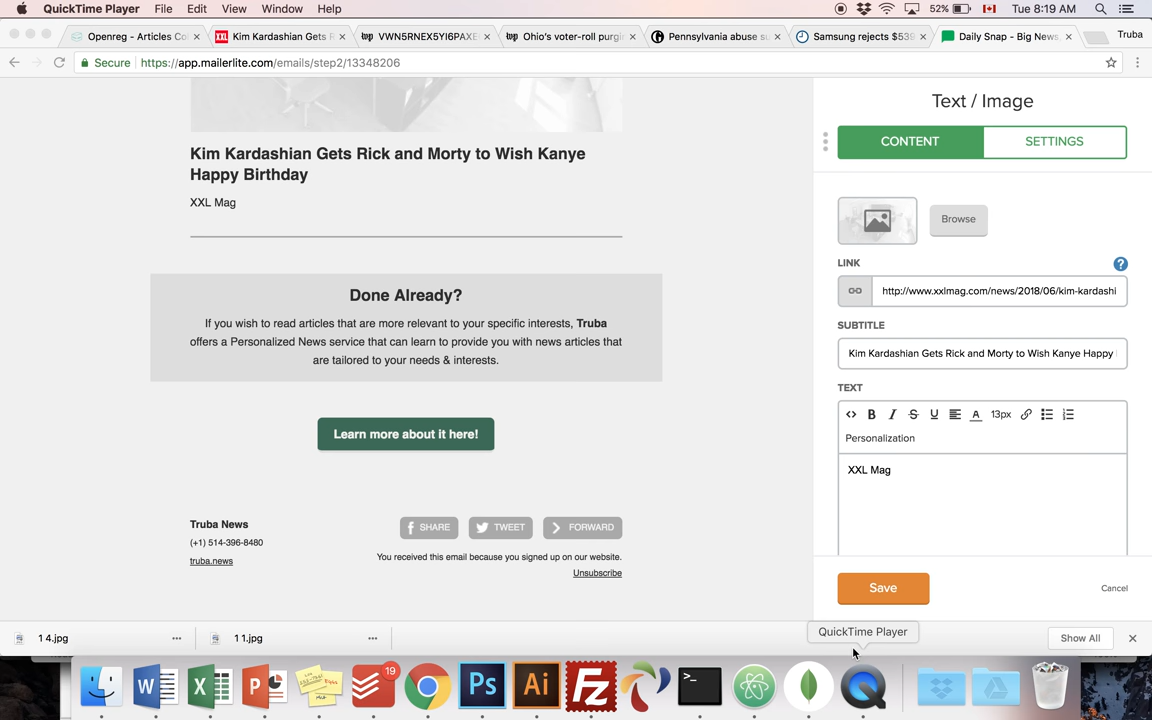 QuickTime Player File Edit View Window Help 52% Tue 8:19 AM
Openreg - Articles Co Kim Kardashian Gets R VWN5RNEX5YI6PAXE Ohio's voter-roll purgi Pennsylvania abuse su Samsung rejects $539 Daily Snap - Big News, Truba
Secure https://app.mailerlite.com/emails/step2/13348206
Text / Image
CONTENT SETTINGS
Kim Kardashian Gets Rick and Morty to Wish Kanye
Happy Birthday
XXL Mag
Browse
LINK
?
http://www.xxlmag.com/news/2018/06/kim-kardashi
SUBTITLE
Kim Kardashian Gets Rick and Morty to Wish Kanye Happy
TEXT
<> B I S U A 13px
Personalization
XXL Mag
Done Already?
If you wish to read articles that are more relevant to your specific interests, Truba
offers a Personalized News service that can learn to provide you with news articles that
are tailored to your needs & interests.
Learn more about it here!
Truba News
(+1) 514-396-8480
truba.news
SHARE TWEET FORWARD
You received this email because you signed up on our website.
Unsubscribe
Save Cancel
QuickTime Player
1 4.jpg 1 1.jpg Show All
W X P 19 Ps Ai Fz >_